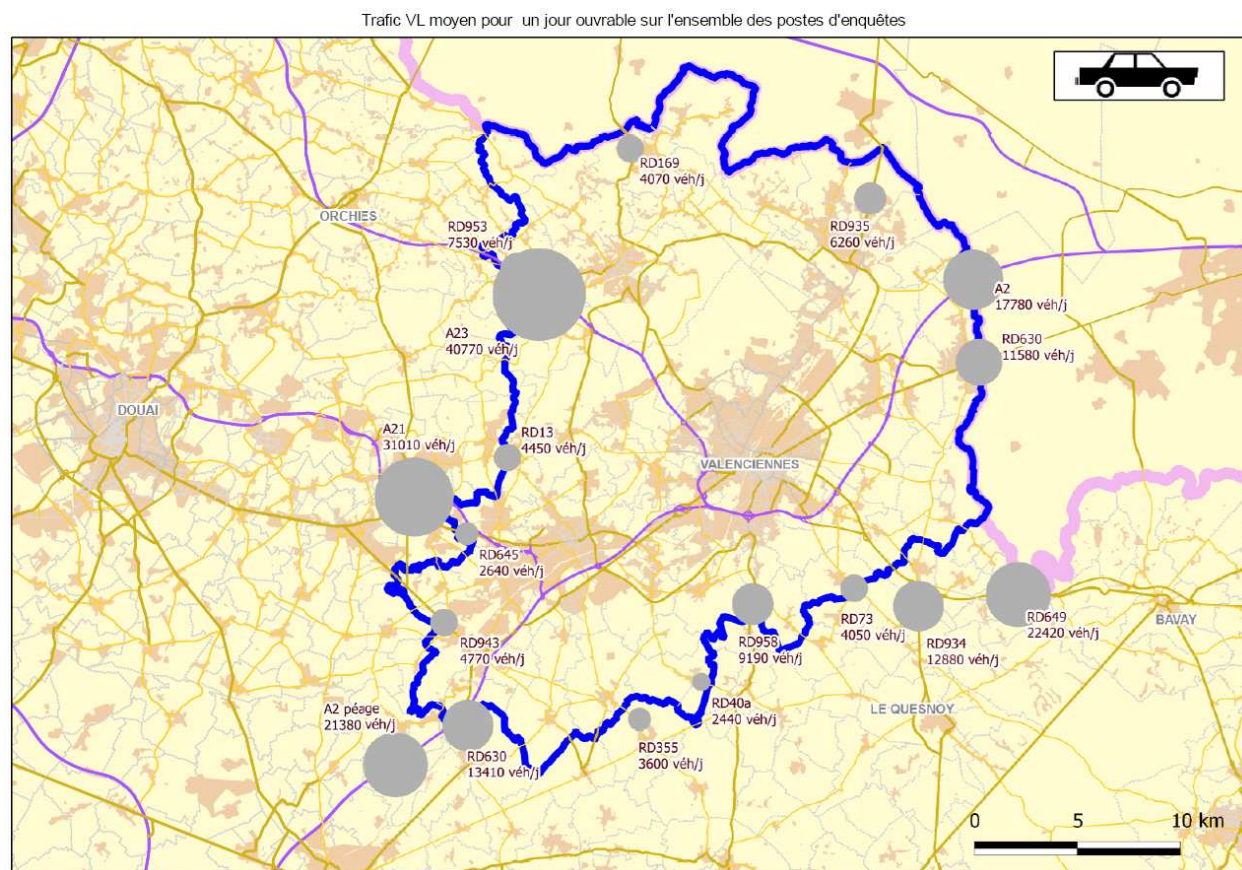 Trafic VL moyen pour un jour ouvrable sur l'ensemble des postes d'enquêtes
RD169
4070 véh/j
ORCHIES
RD953
7530 véh/j
RD935
6260 véh/j
A2
17780 véh/j
A23
40770 véh/j
RD630
11580 véh/j
DOUAI
A21
31010 véh/j
RD13
4450 véh/j
VALENCIENNES
RD645
2640 véh/j
RD943
4770 véh/j
RD958
9190 véh/j
RD73
4050 véh/j
RD934
12880 véh/j
RD649
22420 véh/j
BAVAY
A2 péage
21380 véh/j
RD40a
2440 véh/j
LE QUESNOY
RD630
13410 véh/j
RD355
3600 véh/j
0 5 10 km